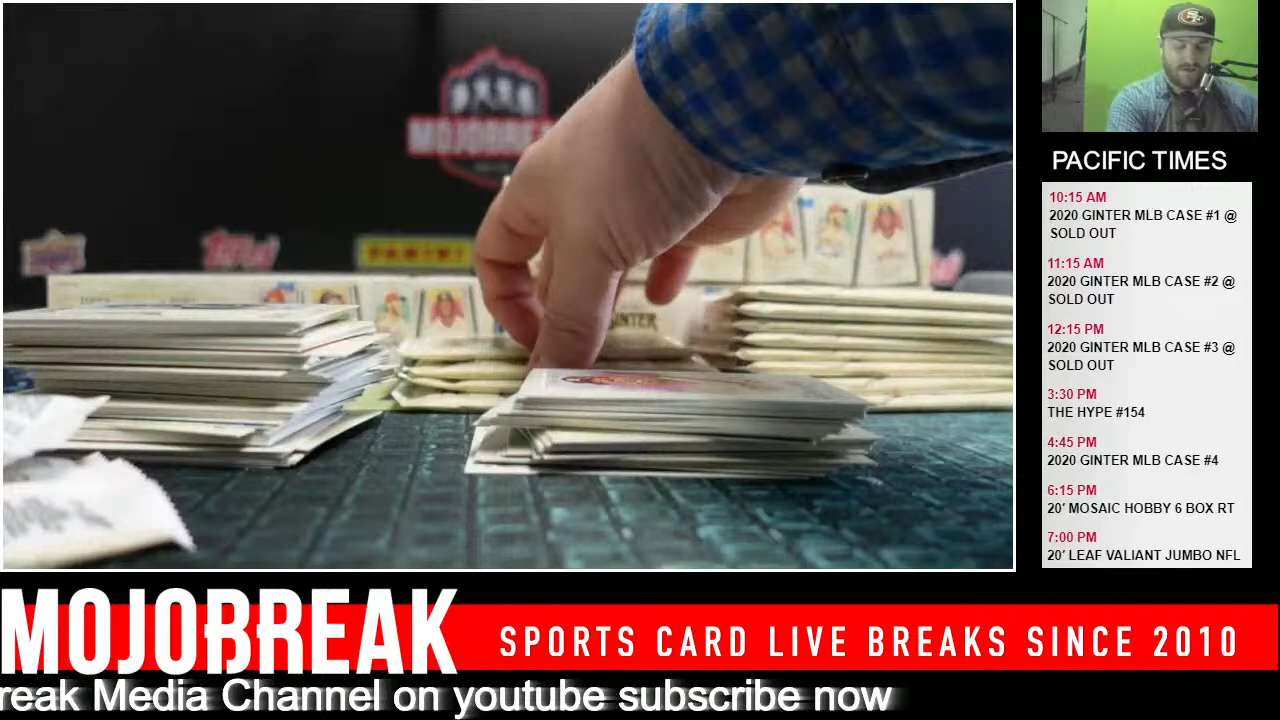 MOJOBREAK
PANINI
topps
GINTER
PACIFIC TIMES
10:15 AM
2020 GINTER MLB CASE #1 @
SOLD OUT
11:15 AM
2020 GINTER MLB CASE #2 @
SOLD OUT
12:15 PM
2020 GINTER MLB CASE #3 @
SOLD OUT
3:30 PM
THE HYPE #154
4:45 PM
2020 GINTER MLB CASE #4
6:15 PM
20' MOSAIC HOBBY 6 BOX RT
7:00 PM
20' LEAF VALIANT JUMBO NFL
MOJOBREAK
SPORTS CARD LIVE BREAKS SINCE 2010
reak Media Channel on youtube subscribe now